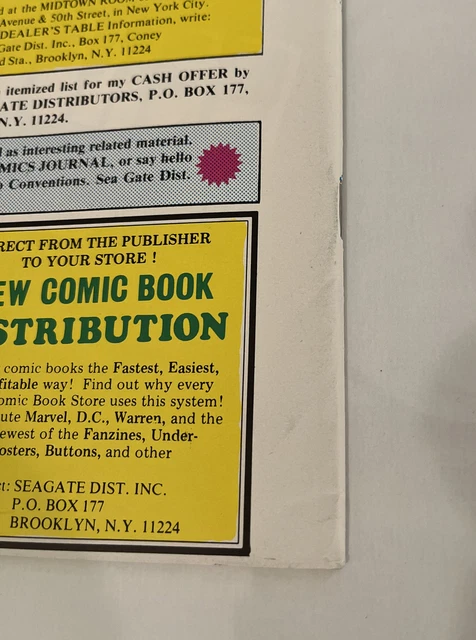 d at the MIDTOWN ROOM
Avenue & 50th Street, in New York City.
DEALER'S TABLE Information, write:
Gate Dist. Inc., Box 177, Coney
d Sta., Brooklyn, N.Y. 11224
itemized list for my CASH OFFER by
ATE DISTRIBUTORS, P.O. BOX 177,
N.Y. 11224.
l as interesting related material.
MICS JOURNAL, or say hello
o Conventions. Sea Gate Dist.
RECT FROM THE PUBLISHER
TO YOUR STORE !
EW COMIC BOOK
STRIBUTION
comic books the Fastest, Easiest,
fitable way! Find out why every
omic Book Store uses this system!
ute Marvel, D.C., Warren, and the
ewest of the Fanzines, Under-
osters, Buttons, and other
ct: SEAGATE DIST. INC.
P.O. BOX 177
BROOKLYN, N.Y. 11224